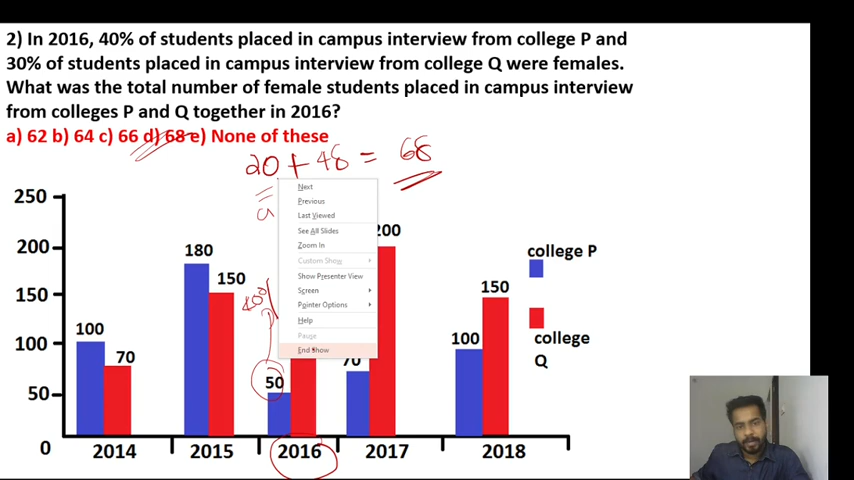 2) In 2016, 40% of students placed in campus interview from college P and
30% of students placed in campus interview from college Q were females.
What was the total number of female students placed in campus interview
from colleges P and Q together in 2016?
a) 62 b) 64 c) 66 d) 68 e) None of these
20 + 48 = 68
Next
Previous
Last Viewed
See All Slides
Zoom In
Custom Show
Show Presenter View
Screen
Pointer Options
Help
Pause
End Show
250
200
150
100
50
0
100
70
180
150
40%
50
70
200
100
150
college P
college
Q
2014
2015
2016
2017
2018